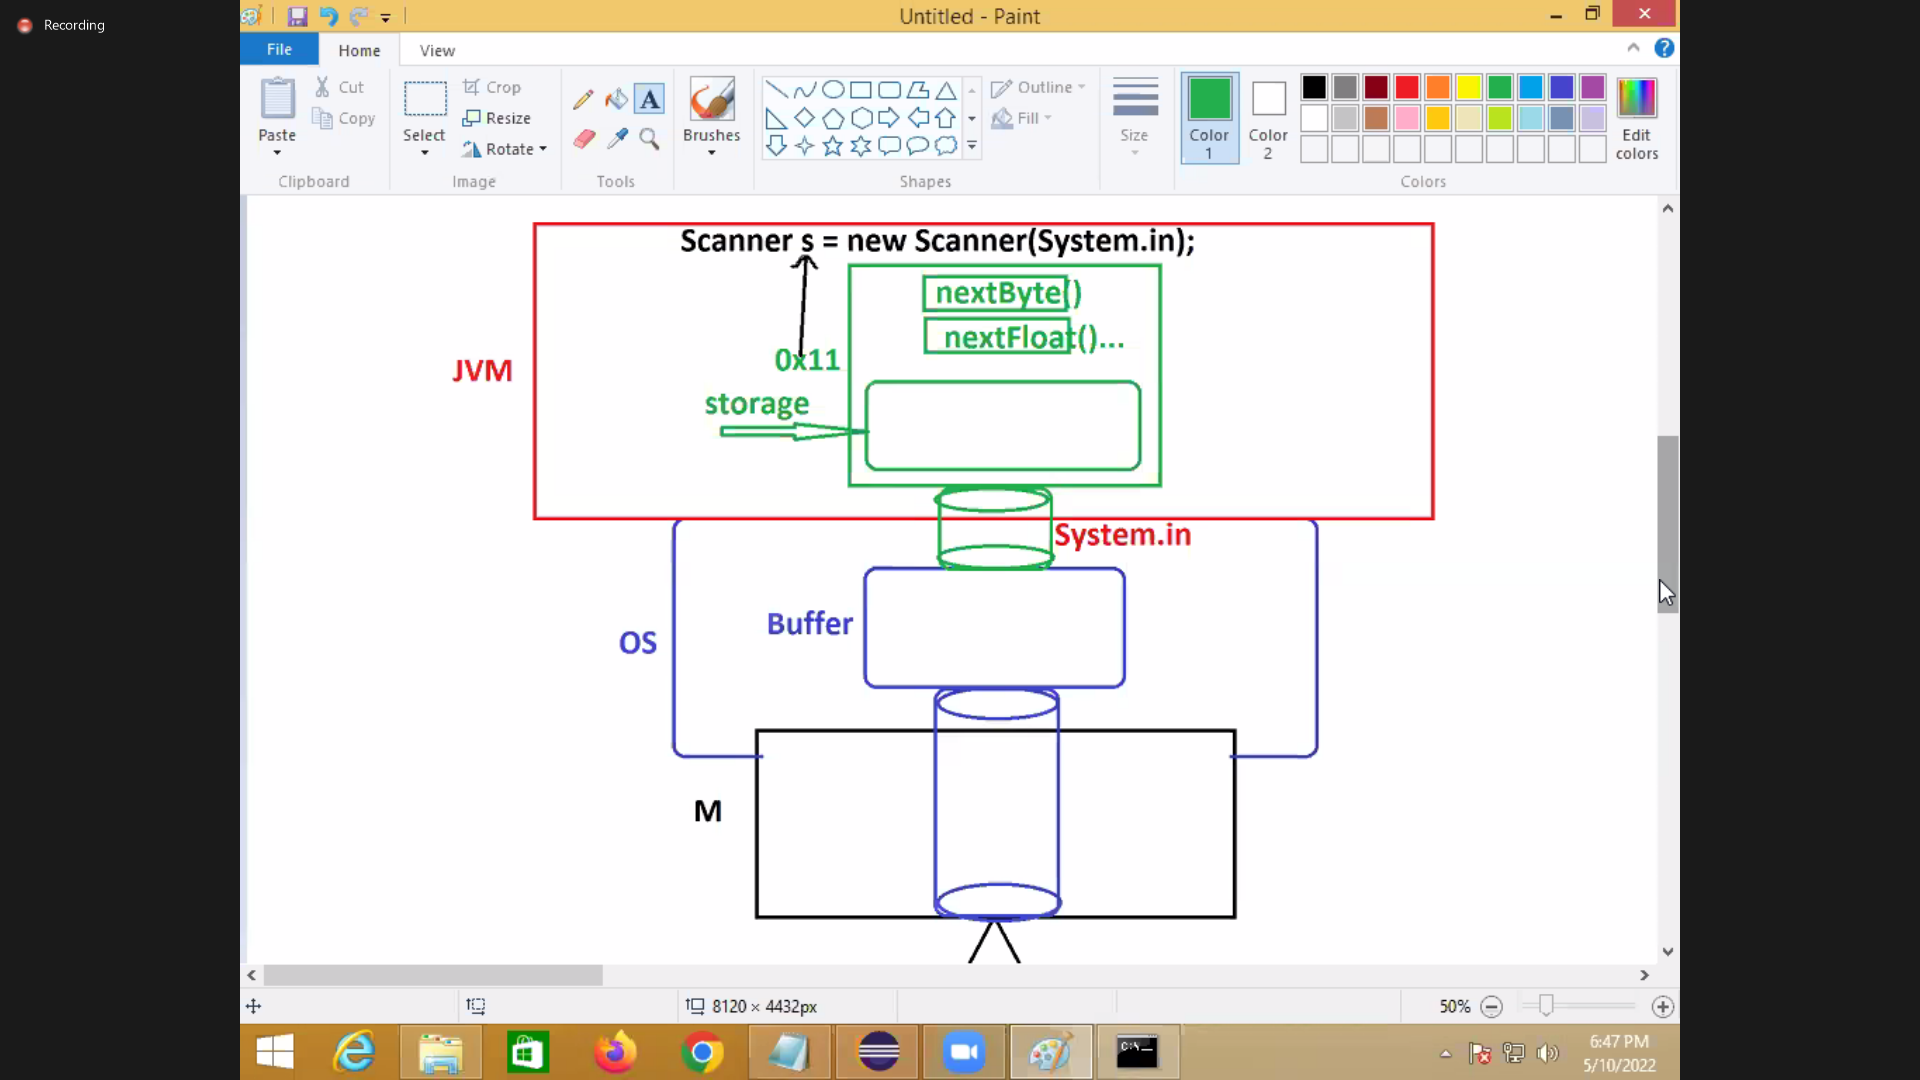 Recording
Untitled - Paint
File
Home
View
Paste
Cut
Copy
Clipboard
Select
Crop
Resize
Rotate
Image
A
Tools
Brushes
Shapes
Outline
Fill
Size
Color 1
Color 2
Edit colors
Colors
Scanner s = new Scanner(System.in);
nextByte()
nextFloat()...
0x11
JVM
storage
System.in
Buffer
OS
M
8120 × 4432px
50%
C:\
6:47 PM
5/10/2022